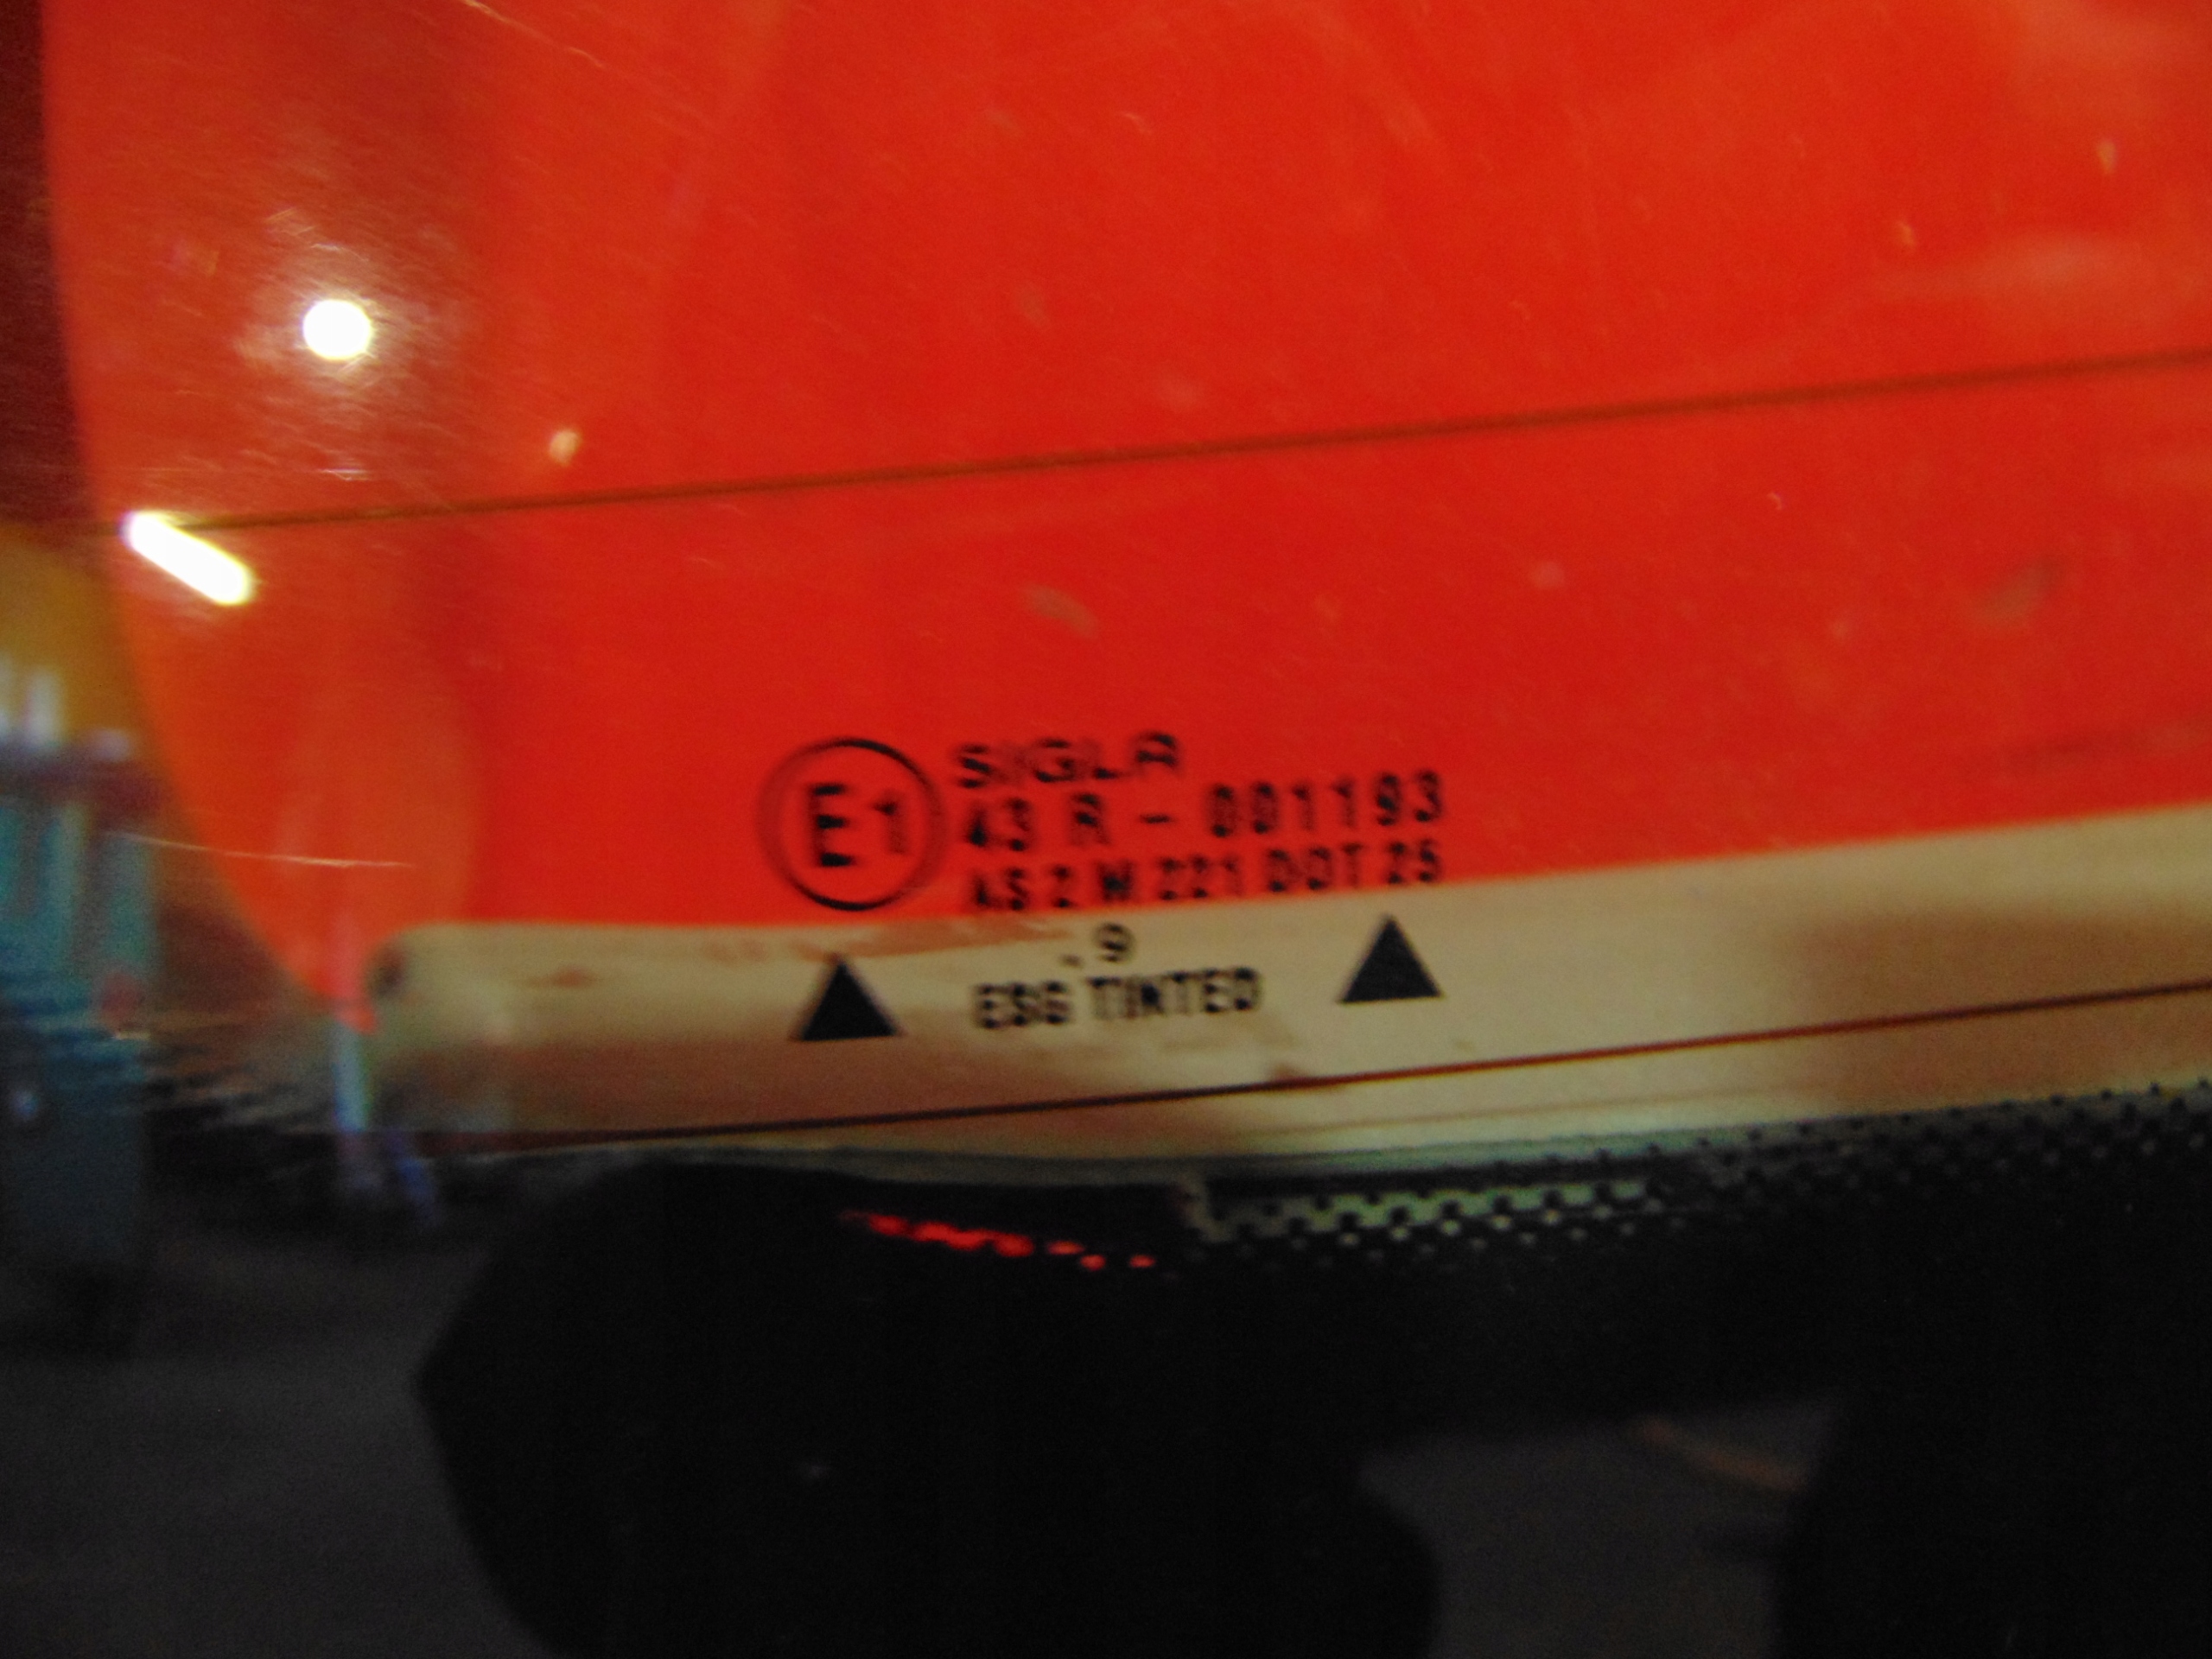 E1
SIGLA
43 R - 001193
AS 2 M 221 DOT 25
. 9
ESG TINTED